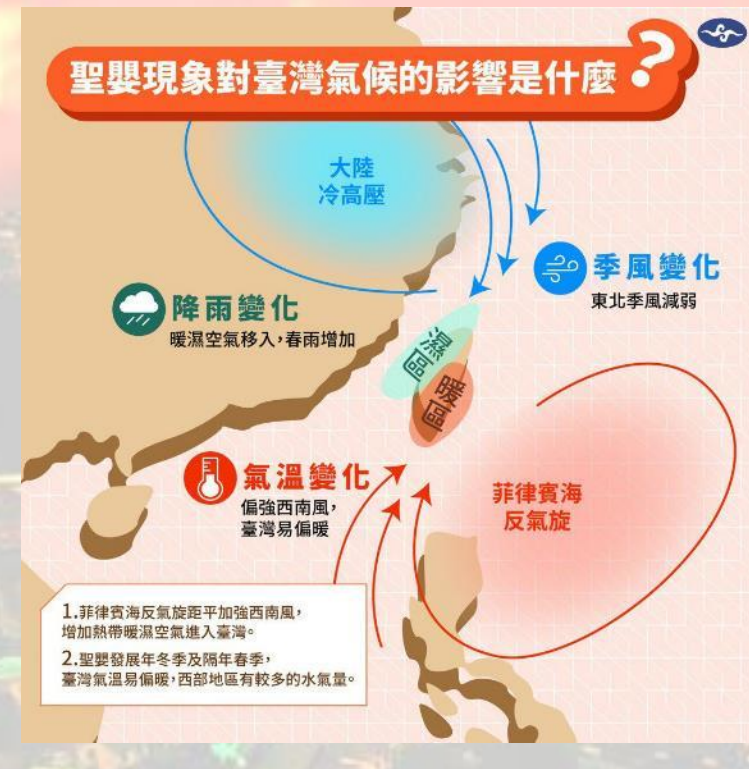 聖嬰現象對臺灣氣候的影響是什麼?
大陸
冷高壓
季風變化
東北季風減弱
降雨變化
暖濕空氣移入，春雨增加
濕區
暖區
氣溫變化
偏強西南風，
臺灣易偏暖
菲律賓海
反氣旋
1.菲律賓海反氣旋距平加強西南風，
增加熱帶暖濕空氣進入臺灣。
2.聖嬰發展年冬季及隔年春季，
臺灣氣溫易偏暖，西部地區有較多的水氣量。